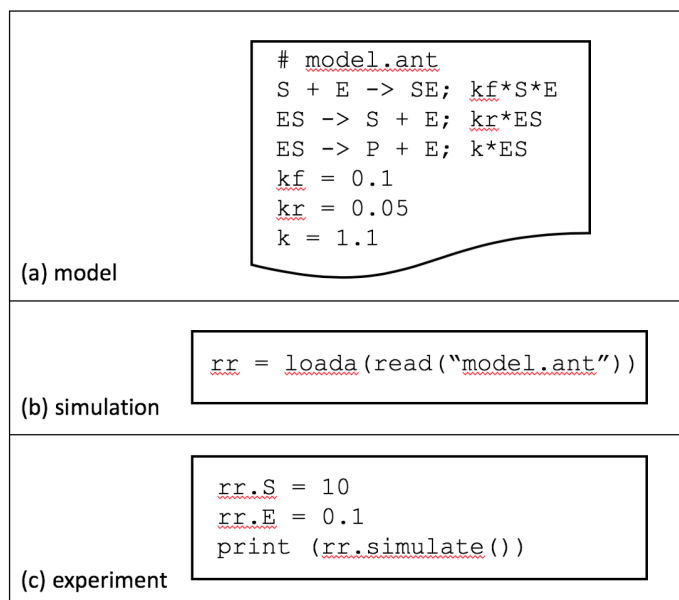 # model.ant
S + E -> SE; kf*S*E
ES -> S + E; kr*ES
ES -> P + E; k*ES
kf = 0.1
kr = 0.05
k = 1.1
(a) model
rr = loada(read(“model.ant”))
(b) simulation
rr.S = 10
rr.E = 0.1
print (rr.simulate())
(c) experiment